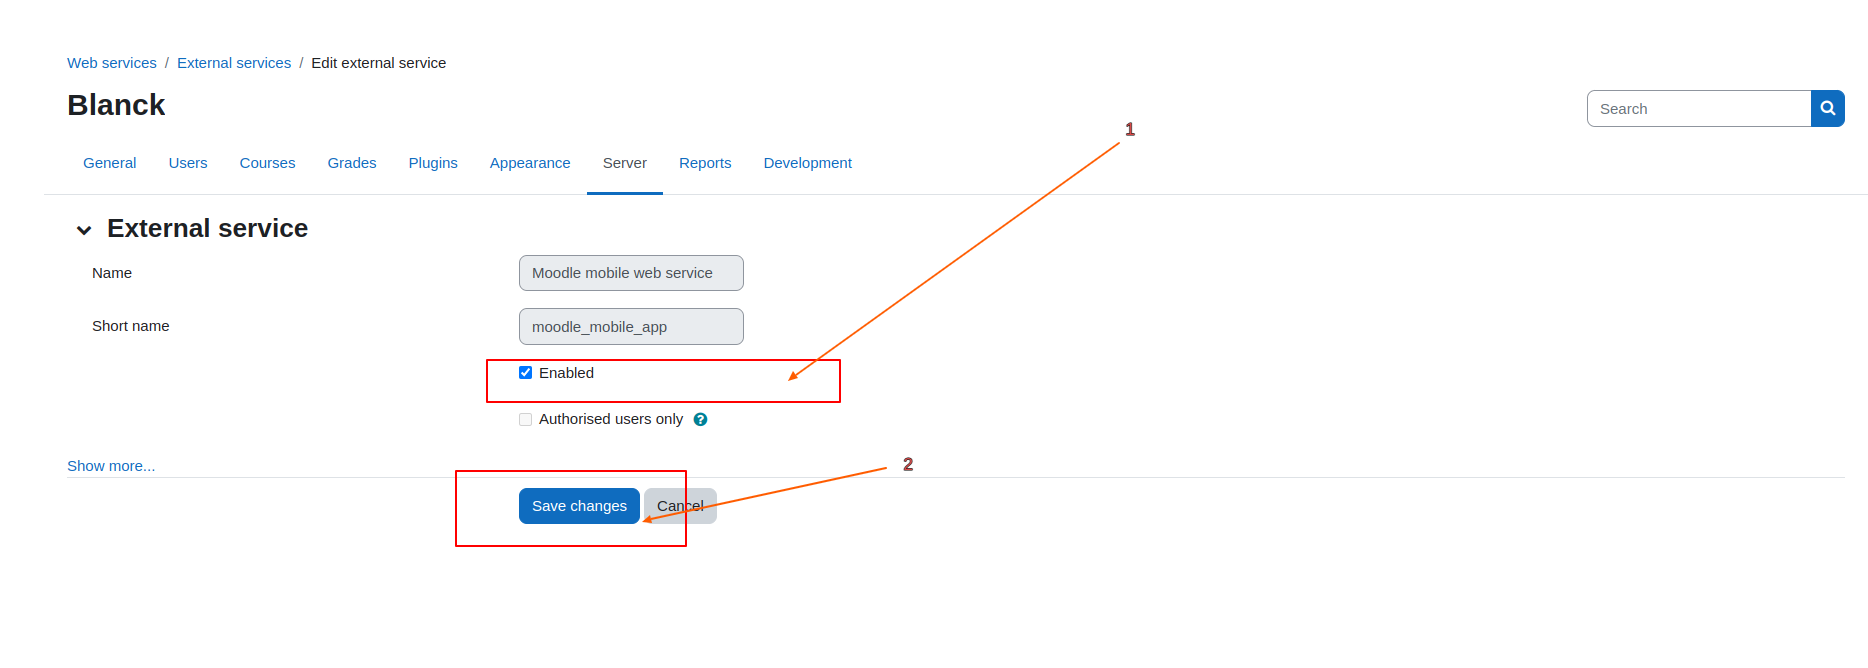 Web services / External services / Edit external service
Blanck
Search
1
General Users Courses Grades Plugins Appearance Server Reports Development
External service
Name Moodle mobile web service
Short name moodle_mobile_app
Enabled
Authorised users only ?
Show more...
2
Save changes Cancel